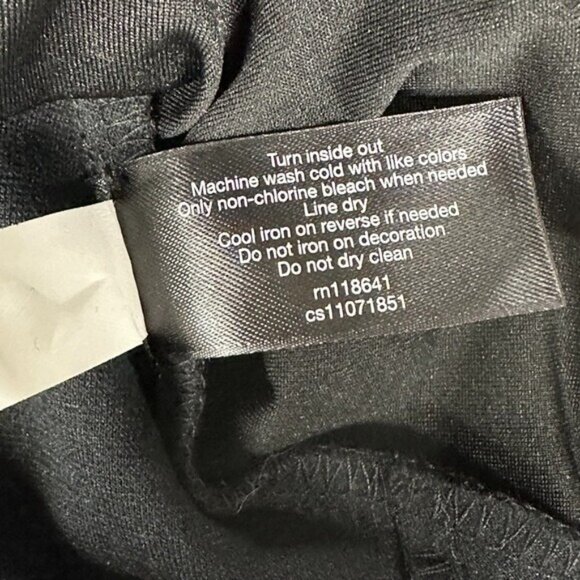 Turn inside out
Machine wash cold with like colors
Only non-chlorine bleach when needed
Line dry
Cool iron on reverse if needed
Do not iron on decoration
Do not dry clean
rn118641
cs11071851